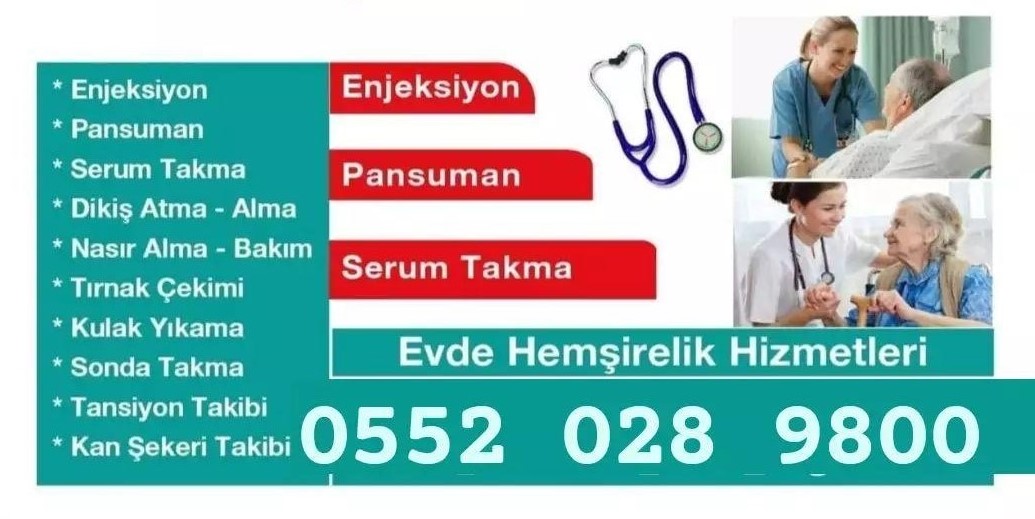 * Enjeksiyon
* Pansuman
* Serum Takma
* Dikiş Atma - Alma
* Nasır Alma - Bakım
* Tırnak Çekimi
* Kulak Yıkama
* Sonda Takma
* Tansiyon Takibi
* Kan Şekeri Takibi
Enjeksiyon
Pansuman
Serum Takma
Evde Hemşirelik Hizmetleri
0552 028 9800